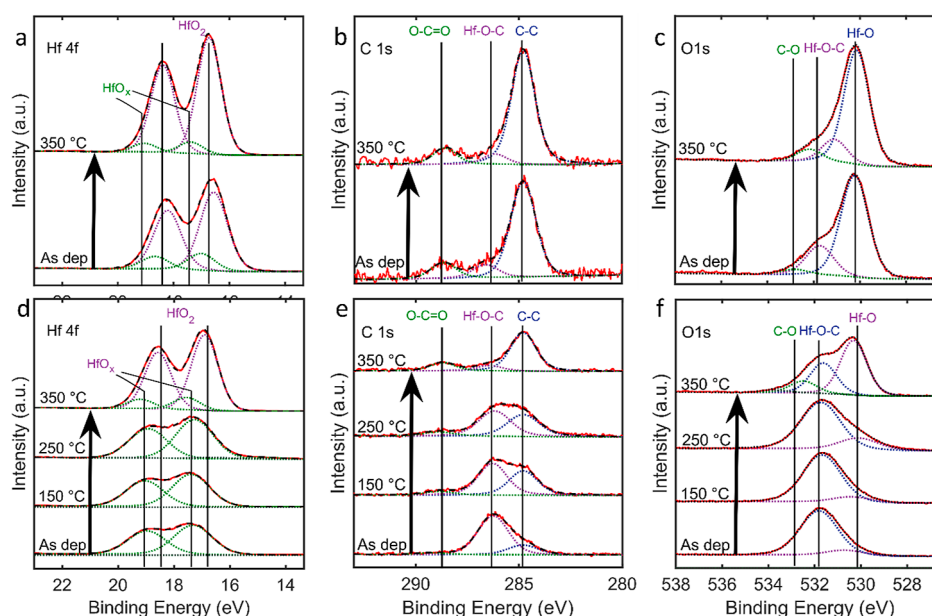 a
Hf 4f
HfO2
HfOx
350 °C
As dep
Intensity (a.u.)
b
C 1s
O-C=O
Hf-O-C
C-C
350 °C
As dep
Intensity (a.u.)
c
O1s
C-O
Hf-O-C
Hf-O
350 °C
As dep
Intensity (a.u.)
d
Hf 4f
HfO2
HfOx
350 °C
250 °C
150 °C
As dep
Intensity (a.u.)
22 20 18 16 14
Binding Energy (eV)
e
C 1s
O-C=O
Hf-O-C
C-C
350 °C
250 °C
150 °C
As dep
Intensity (a.u.)
290 285 280
Binding Energy (eV)
f
O1s
C-O
Hf-O-C
Hf-O
350 °C
250 °C
150 °C
As dep
Intensity (a.u.)
538 536 534 532 530 528
Binding Energy (eV)